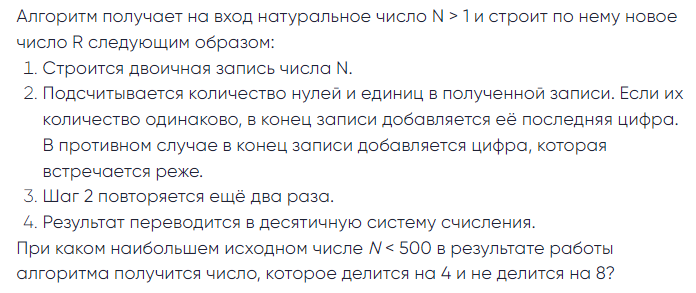 Алгоритм получает на вход натуральное число N > 1 и строит по нему новое
число R следующим образом:
1. Строится двоичная запись числа N.
2. Подсчитывается количество нулей и единиц в полученной записи. Если их
количество одинаково, в конец записи добавляется её последняя цифра.
В противном случае в конец записи добавляется цифра, которая
встречается реже.
3. Шаг 2 повторяется ещё два раза.
4. Результат переводится в десятичную систему счисления.
При каком наибольшем исходном числе N < 500 в результате работы
алгоритма получится число, которое делится на 4 и не делится на 8?